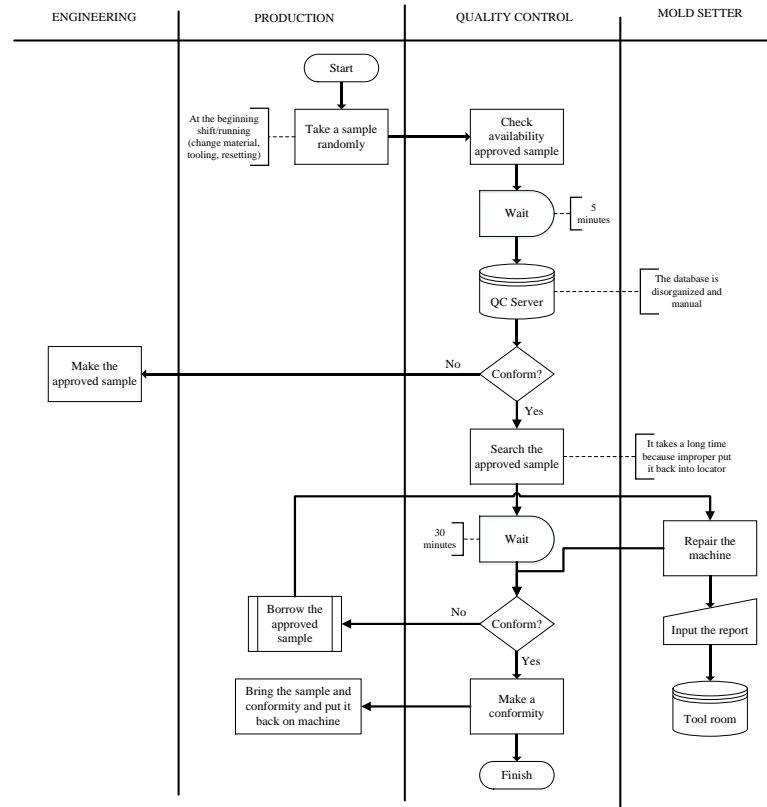 ENGINEERING
PRODUCTION
QUALITY CONTROL
MOLD SETTER
Start
At the beginning
shift/running
(change material,
tooling, resetting)
Take a sample
randomly
Check
availability
approved sample
Wait
5
minutes
QC Server
The database is
disorganized and
manual
Make the
approved sample
No
Conform?
Yes
Search the
approved sample
It takes a long time
because improper put
it back into locator
30
minutes
Wait
Repair the
machine
Borrow the
approved
sample
No
Conform?
Input the report
Yes
Bring the sample and
conformity and put it
back on machine
Make a
conformity
Tool room
Finish